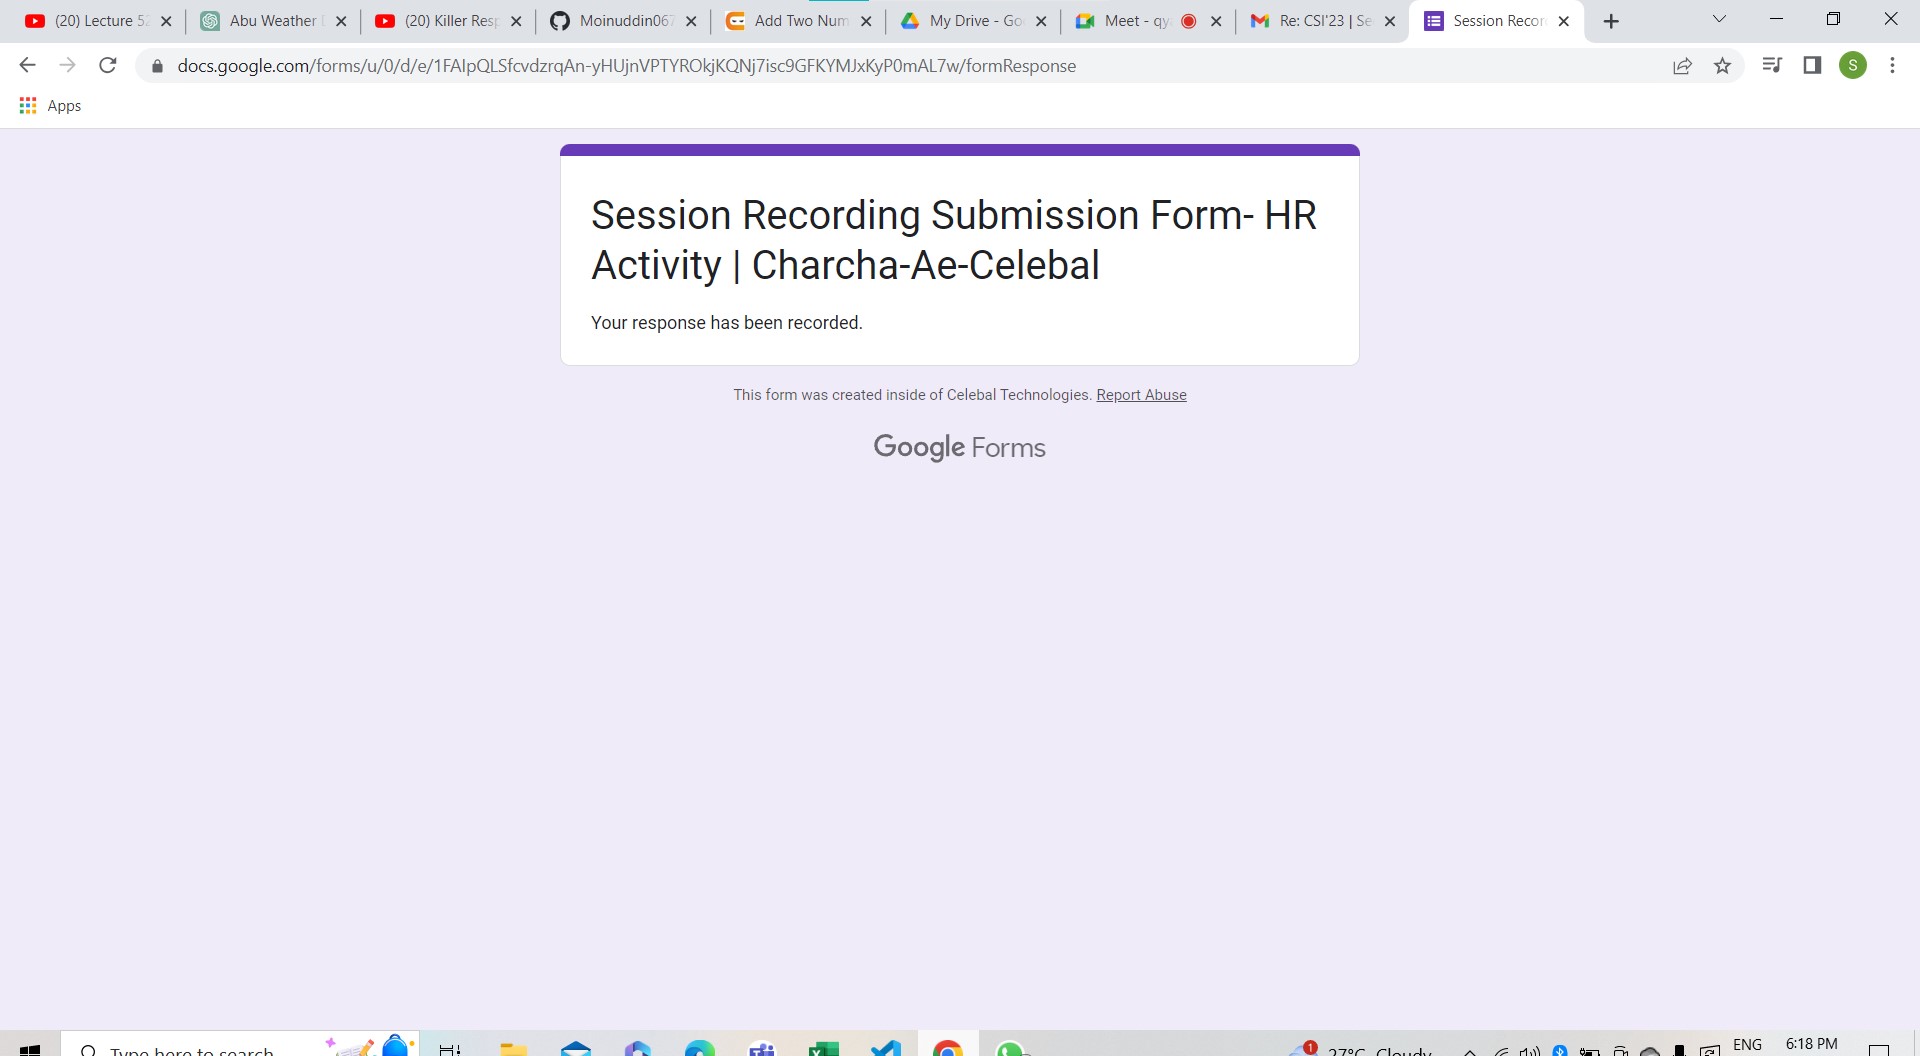 (20) Lecture 52
Abu Weather
(20) Killer Resp
Moinuddin067
Add Two Num
My Drive - Go
Meet - qy
Re: CSI'23 | Se
Session Recor
docs.google.com/forms/u/0/d/e/1FAIpQLSfcvdzrqAn-yHUjnVPTYROkjKQNj7isc9GFKYMJxKyP0mAL7w/formResponse
S
Apps
Session Recording Submission Form- HR
Activity | Charcha-Ae-Celebal
Your response has been recorded.
This form was created inside of Celebal Technologies. Report Abuse
Google Forms
Type here to search
1
27°C Cloudy
ENG
6:18 PM